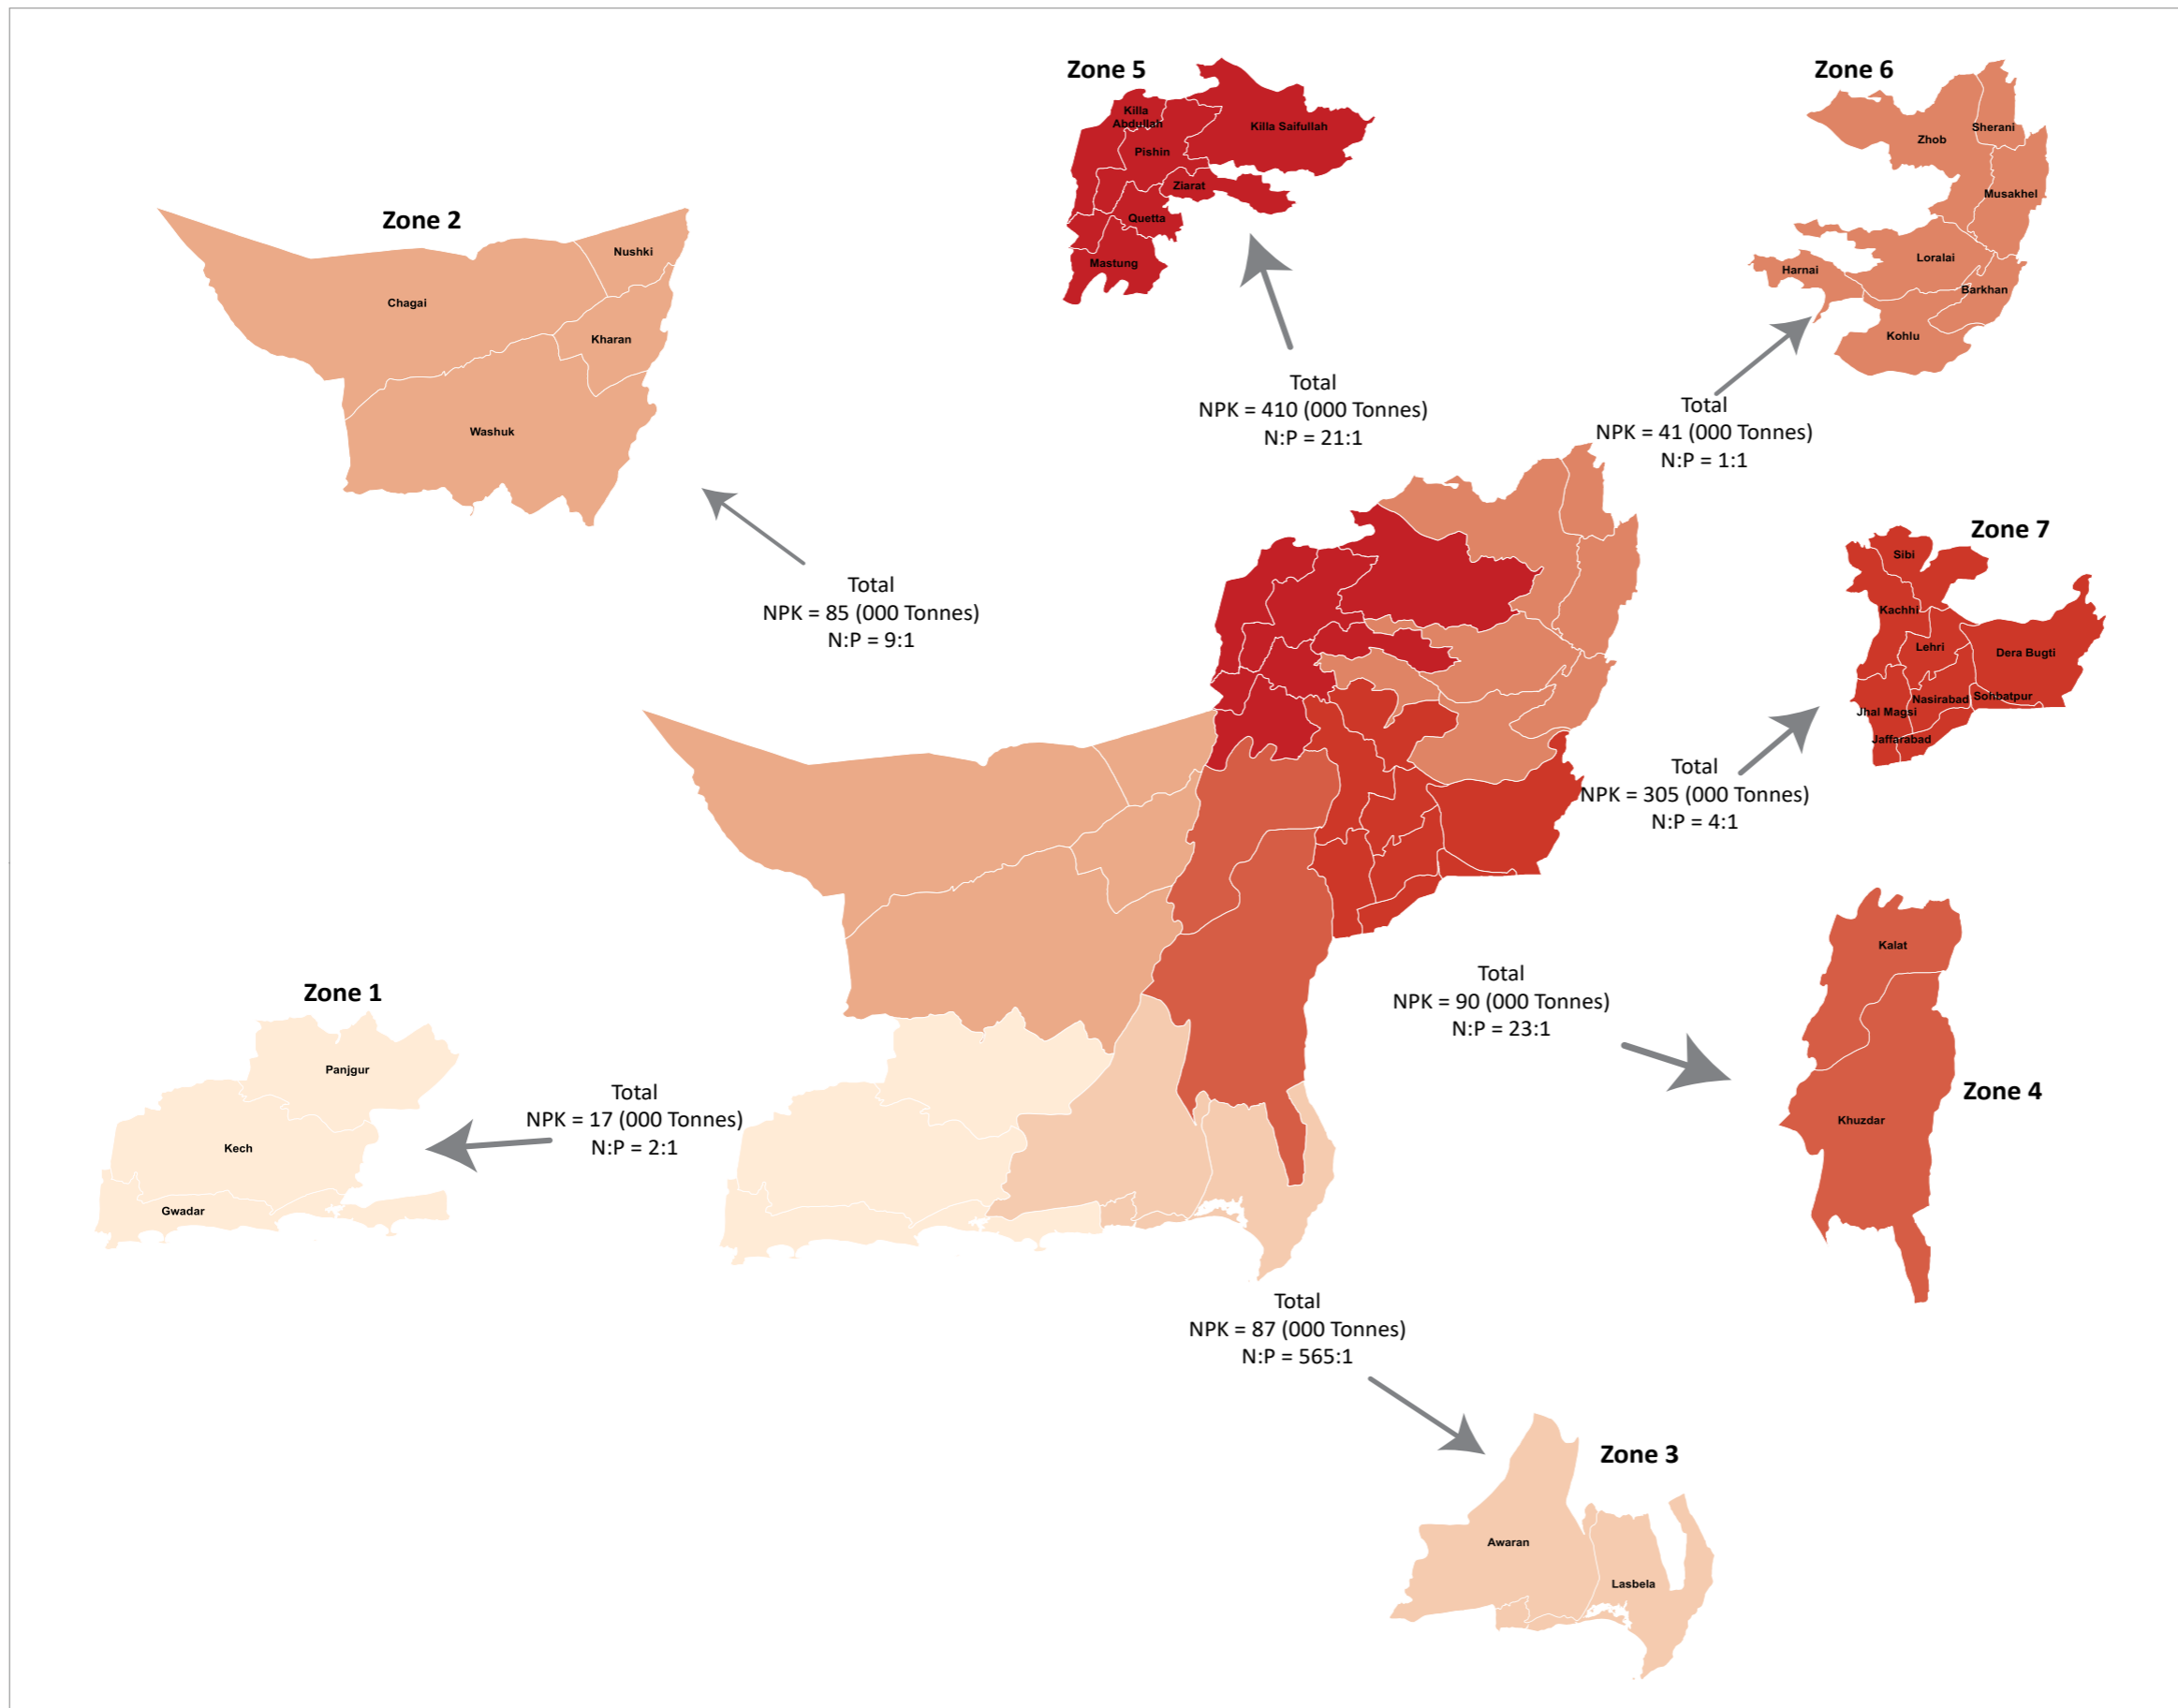 Zone 5
Killa
Abdullah
Killa Saifullah
Pishin
Ziarat
Quetta
Mastung
Total
NPK = 410 (000 Tonnes)
N:P = 21:1
Zone 6
Sherani
Zhob
Musakhel
Loralai
Harnai
Barkhan
Kohlu
Total
NPK = 41 (000 Tonnes)
N:P = 1:1
Zone 2
Nushki
Chagai
Kharan
Washuk
Total
NPK = 85 (000 Tonnes)
N:P = 9:1
Zone 7
Sibi
Kachhi
Lehri
Dera Bugti
Sohbatpur
Nasirabad
Jhal Magsi
Jaffarabad
Total
NPK = 305 (000 Tonnes)
N:P = 4:1
Kalat
Khuzdar
Zone 4
Total
NPK = 90 (000 Tonnes)
N:P = 23:1
Zone 1
Panjgur
Kech
Gwadar
Total
NPK = 17 (000 Tonnes)
N:P = 2:1
Total
NPK = 87 (000 Tonnes)
N:P = 565:1
Zone 3
Awaran
Lasbela